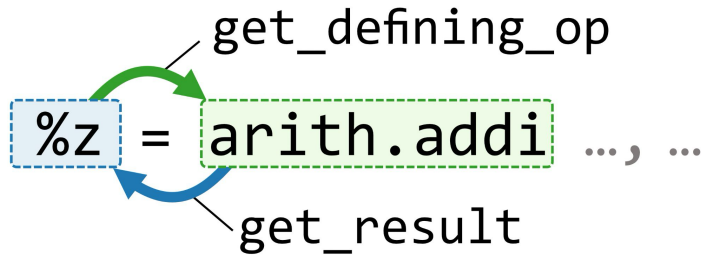 get_defining_op
%z = arith.addi …, …
get_result